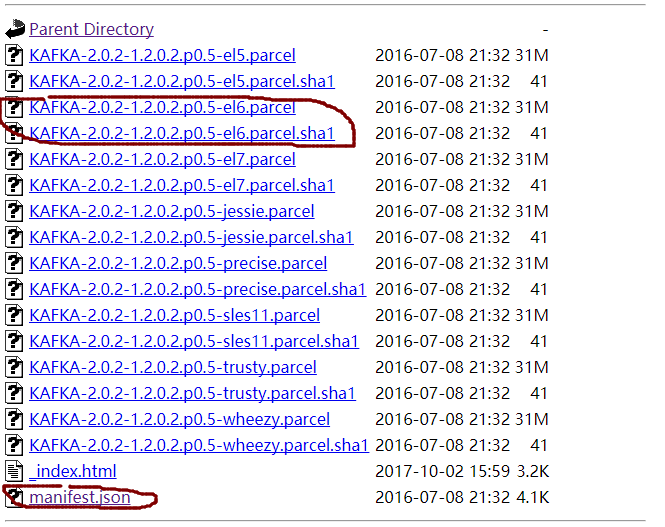 Parent Directory -
KAFKA-2.0.2-1.2.0.2.p0.5-el5.parcel 2016-07-08 21:32 31M
KAFKA-2.0.2-1.2.0.2.p0.5-el5.parcel.sha1 2016-07-08 21:32 41
KAFKA-2.0.2-1.2.0.2.p0.5-el6.parcel 2016-07-08 21:32 31M
KAFKA-2.0.2-1.2.0.2.p0.5-el6.parcel.sha1 2016-07-08 21:32 41
KAFKA-2.0.2-1.2.0.2.p0.5-el7.parcel 2016-07-08 21:32 31M
KAFKA-2.0.2-1.2.0.2.p0.5-el7.parcel.sha1 2016-07-08 21:32 41
KAFKA-2.0.2-1.2.0.2.p0.5-jessie.parcel 2016-07-08 21:32 31M
KAFKA-2.0.2-1.2.0.2.p0.5-jessie.parcel.sha1 2016-07-08 21:32 41
KAFKA-2.0.2-1.2.0.2.p0.5-precise.parcel 2016-07-08 21:32 31M
KAFKA-2.0.2-1.2.0.2.p0.5-precise.parcel.sha1 2016-07-08 21:32 41
KAFKA-2.0.2-1.2.0.2.p0.5-sles11.parcel 2016-07-08 21:32 31M
KAFKA-2.0.2-1.2.0.2.p0.5-sles11.parcel.sha1 2016-07-08 21:32 41
KAFKA-2.0.2-1.2.0.2.p0.5-trusty.parcel 2016-07-08 21:32 31M
KAFKA-2.0.2-1.2.0.2.p0.5-trusty.parcel.sha1 2016-07-08 21:32 41
KAFKA-2.0.2-1.2.0.2.p0.5-wheezy.parcel 2016-07-08 21:32 31M
KAFKA-2.0.2-1.2.0.2.p0.5-wheezy.parcel.sha1 2016-07-08 21:32 41
_index.html 2017-10-02 15:59 3.2K
manifest.json 2016-07-08 21:32 4.1K